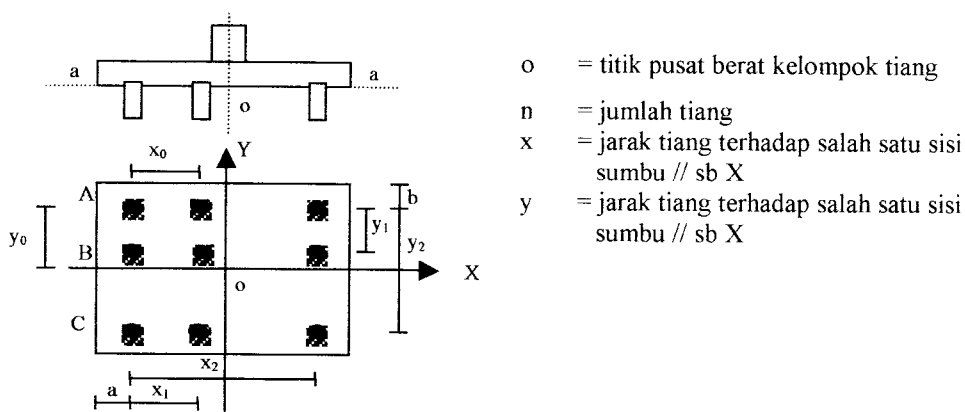 a
a
o
Y
x₀
A
b
y₁
y₀
B
y₂
X
o
C
x₂
a
x₁
o = titik pusat berat kelompok tiang
n = jumlah tiang
x = jarak tiang terhadap salah satu sisi
sumbu // sb X
y = jarak tiang terhadap salah satu sisi
sumbu // sb X